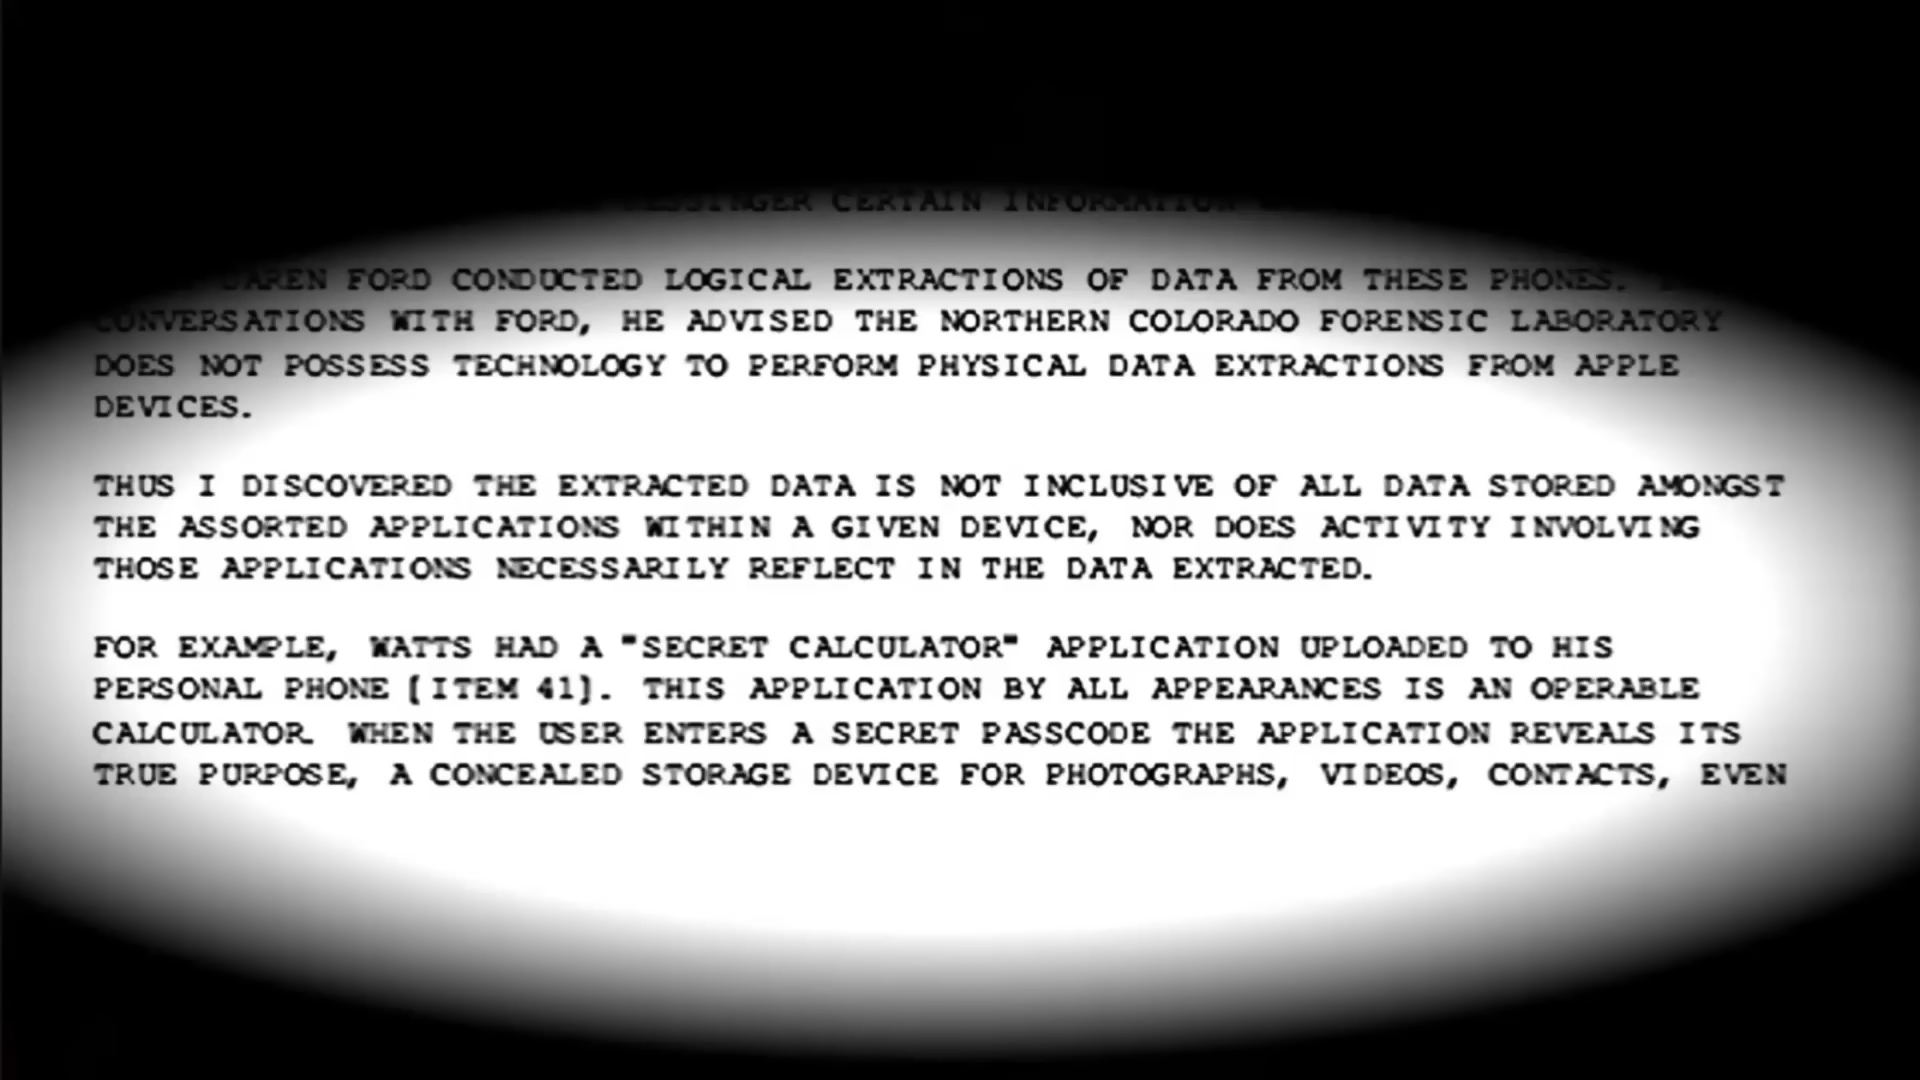 CERTAIN INFORMATION
FORD CONDUCTED LOGICAL EXTRACTIONS OF DATA FROM THESE PHONES.
CONVERSATIONS WITH FORD, HE ADVISED THE NORTHERN COLORADO FORENSIC LABORATORY
DOES NOT POSSESS TECHNOLOGY TO PERFORM PHYSICAL DATA EXTRACTIONS FROM APPLE
DEVICES.
THUS I DISCOVERED THE EXTRACTED DATA IS NOT INCLUSIVE OF ALL DATA STORED AMONGST
THE ASSORTED APPLICATIONS WITHIN A GIVEN DEVICE, NOR DOES ACTIVITY INVOLVING
THOSE APPLICATIONS NECESSARILY REFLECT IN THE DATA EXTRACTED.
FOR EXAMPLE, WATTS HAD A "SECRET CALCULATOR" APPLICATION UPLOADED TO HIS
PERSONAL PHONE [ITEM 41]. THIS APPLICATION BY ALL APPEARANCES IS AN OPERABLE
CALCULATOR. WHEN THE USER ENTERS A SECRET PASSCODE THE APPLICATION REVEALS ITS
TRUE PURPOSE, A CONCEALED STORAGE DEVICE FOR PHOTOGRAPHS, VIDEOS, CONTACTS, EVEN